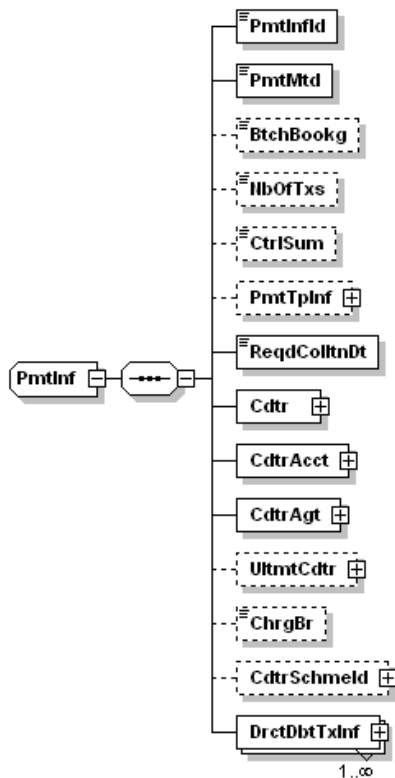 PmtInfId
PmtMtd
BtchBookg
NbOfTxs
CtrlSum
PmtTpInf
ReqdColltnDt
PmtInf
Cdtr
CdtrAcct
CdtrAgt
UltmtCdtr
ChrgBr
CdtrSchmeId
DrctDbtTxInf
1..∞